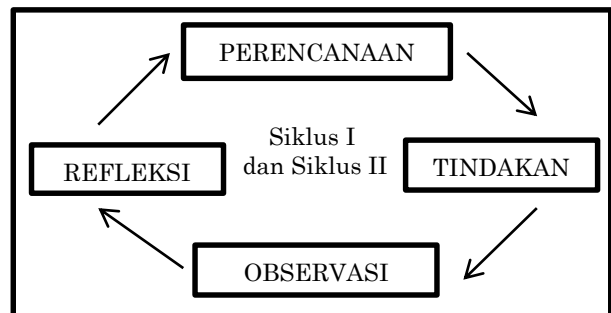 PERENCANAAN
Siklus I
dan Siklus II
REFLEKSI
TINDAKAN
OBSERVASI